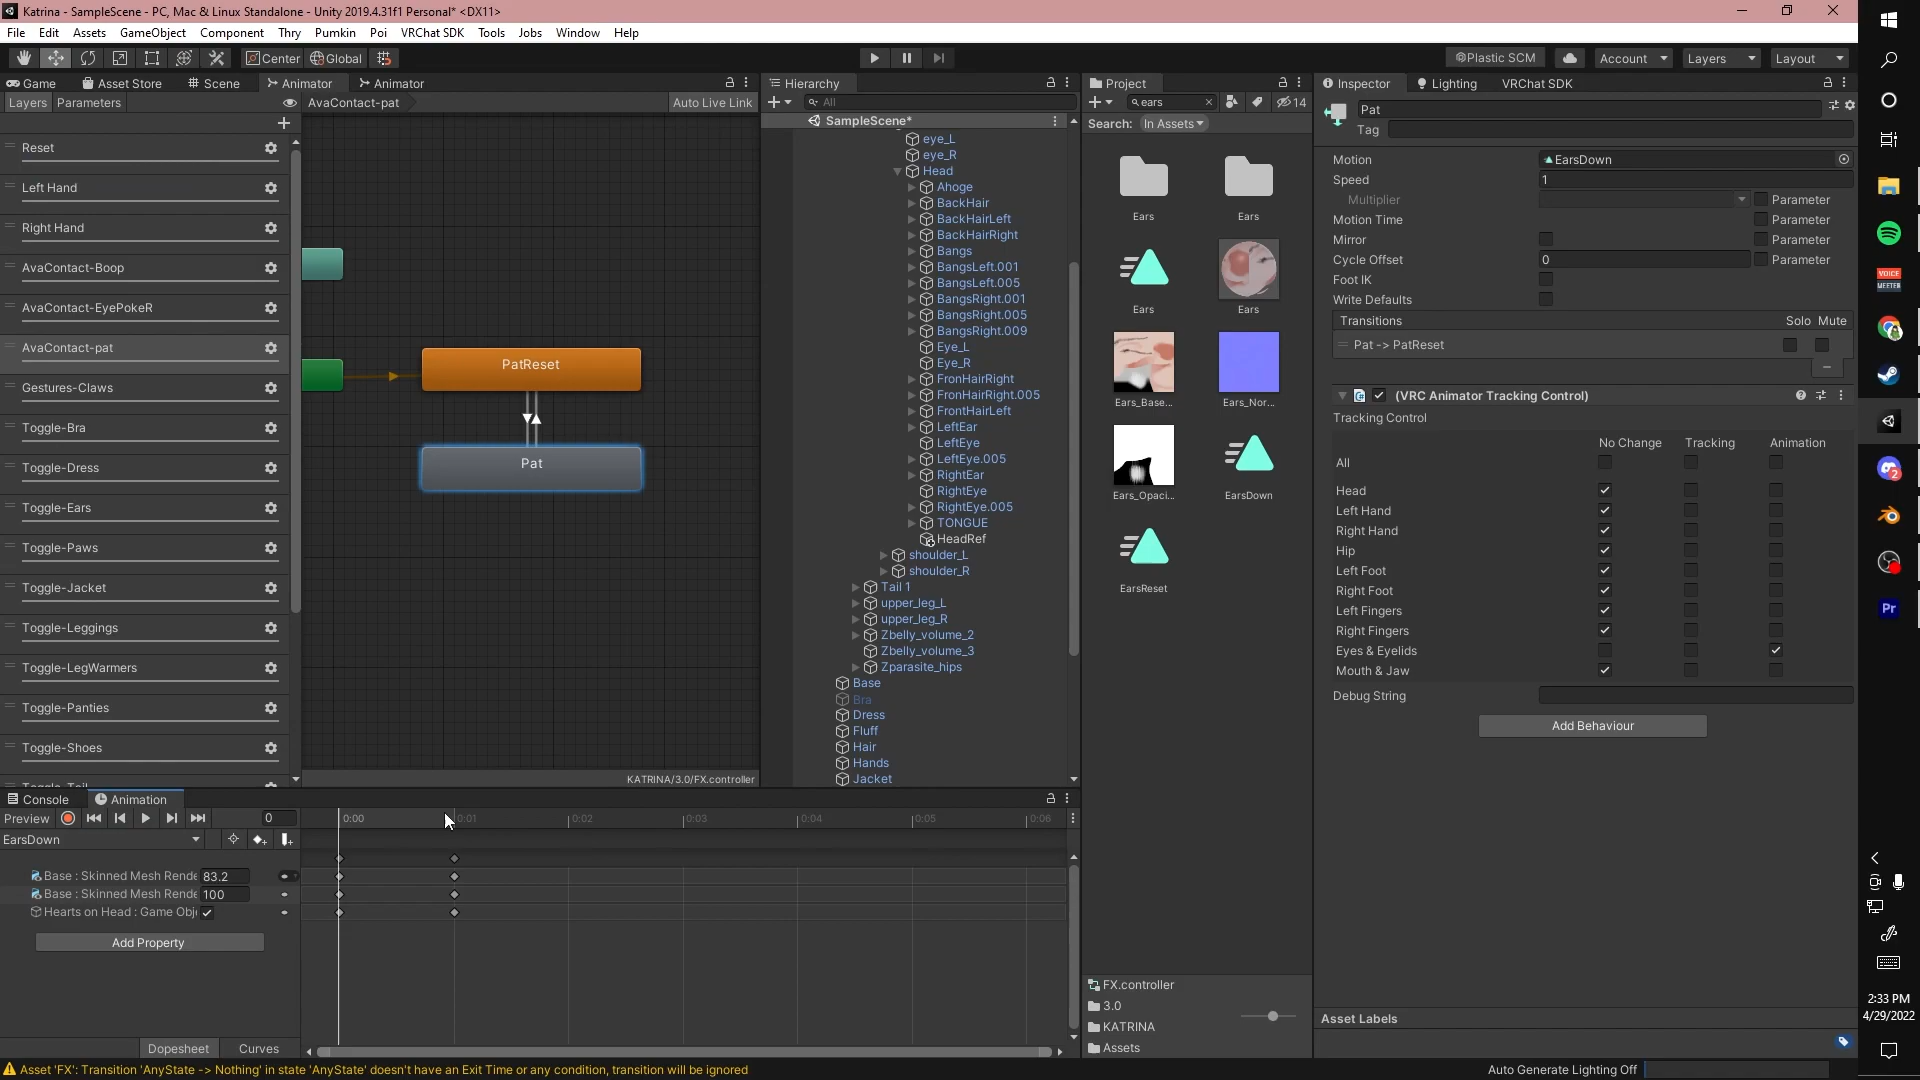 Katrina - SampleScene - PC, Mac & Linux Standalone - Unity 2019.4.31f1 Personal* <DX11>
File Edit Assets GameObject Component Thry Pumkin Poi VRChat SDK Tools Jobs Window Help
Center Global Plastic SCM Account Layers Layout
Game Asset Store Scene Animator Animator
Layers Parameters AvaContact-pat Auto Live Link
Reset
Left Hand
Right Hand
AvaContact-Boop
AvaContact-EyePokeR
AvaContact-pat
Gestures-Claws
Toggle-Bra
Toggle-Dress
Toggle-Ears
Toggle-Paws
Toggle-Jacket
Toggle-Leggings
Toggle-LegWarmers
Toggle-Panties
Toggle-Shoes
Toggle-Tail
PatReset
Pat
KATRINA/3.0/FX.controller
Hierarchy
All
SampleScene*
eye_L
eye_R
Head
Ahoge
BackHair
BackHairLeft
BackHairRight
Bangs
BangsLeft.001
BangsLeft.005
BangsRight.001
BangsRight.005
BangsRight.009
Eye_L
Eye_R
FronHairRight
FronHairRight.005
FrontHairLeft
LeftEar
LeftEye
LeftEye.005
RightEar
RightEye
RightEye.005
TONGUE
HeadRef
shoulder_L
shoulder_R
Tail 1
upper_leg_L
upper_leg_R
Zbelly_volume_2
Zbelly_volume_3
Zparasite_hips
Base
Bra
Dress
Fluff
Hair
Hands
Jacket
Project
ears 14
Search: In Assets
Ears Ears
Ears Ears
Ears_Base... Ears_Nor...
Ears_Opaci... EarsDown
EarsReset
FX.controller
3.0
KATRINA
Assets
Inspector Lighting VRChat SDK
Pat
Tag
Motion EarsDown
Speed 1
Multiplier Parameter
Motion Time Parameter
Mirror Parameter
Cycle Offset 0 Parameter
Foot IK
Write Defaults
Transitions Solo Mute
Pat -> PatReset
(VRC Animator Tracking Control)
Tracking Control
No Change Tracking Animation
All
Head
Left Hand
Right Hand
Hip
Left Foot
Right Foot
Left Fingers
Right Fingers
Eyes & Eyelids
Mouth & Jaw
Debug String
Add Behaviour
Asset Labels
Console Animation
Preview 0 0:00 0:01 0:02 0:03 0:04 0:05 0:06
EarsDown
Base : Skinned Mesh Rende 83.2
Base : Skinned Mesh Rende 100
Hearts on Head : Game Obj
Add Property
Dopesheet Curves
Asset 'FX': Transition 'AnyState -> Nothing' in state 'AnyState' doesn't have an Exit Time or any condition, transition will be ignored
Auto Generate Lighting Off
VOICE
MEETER
2
Pr
2:33 PM
4/29/2022